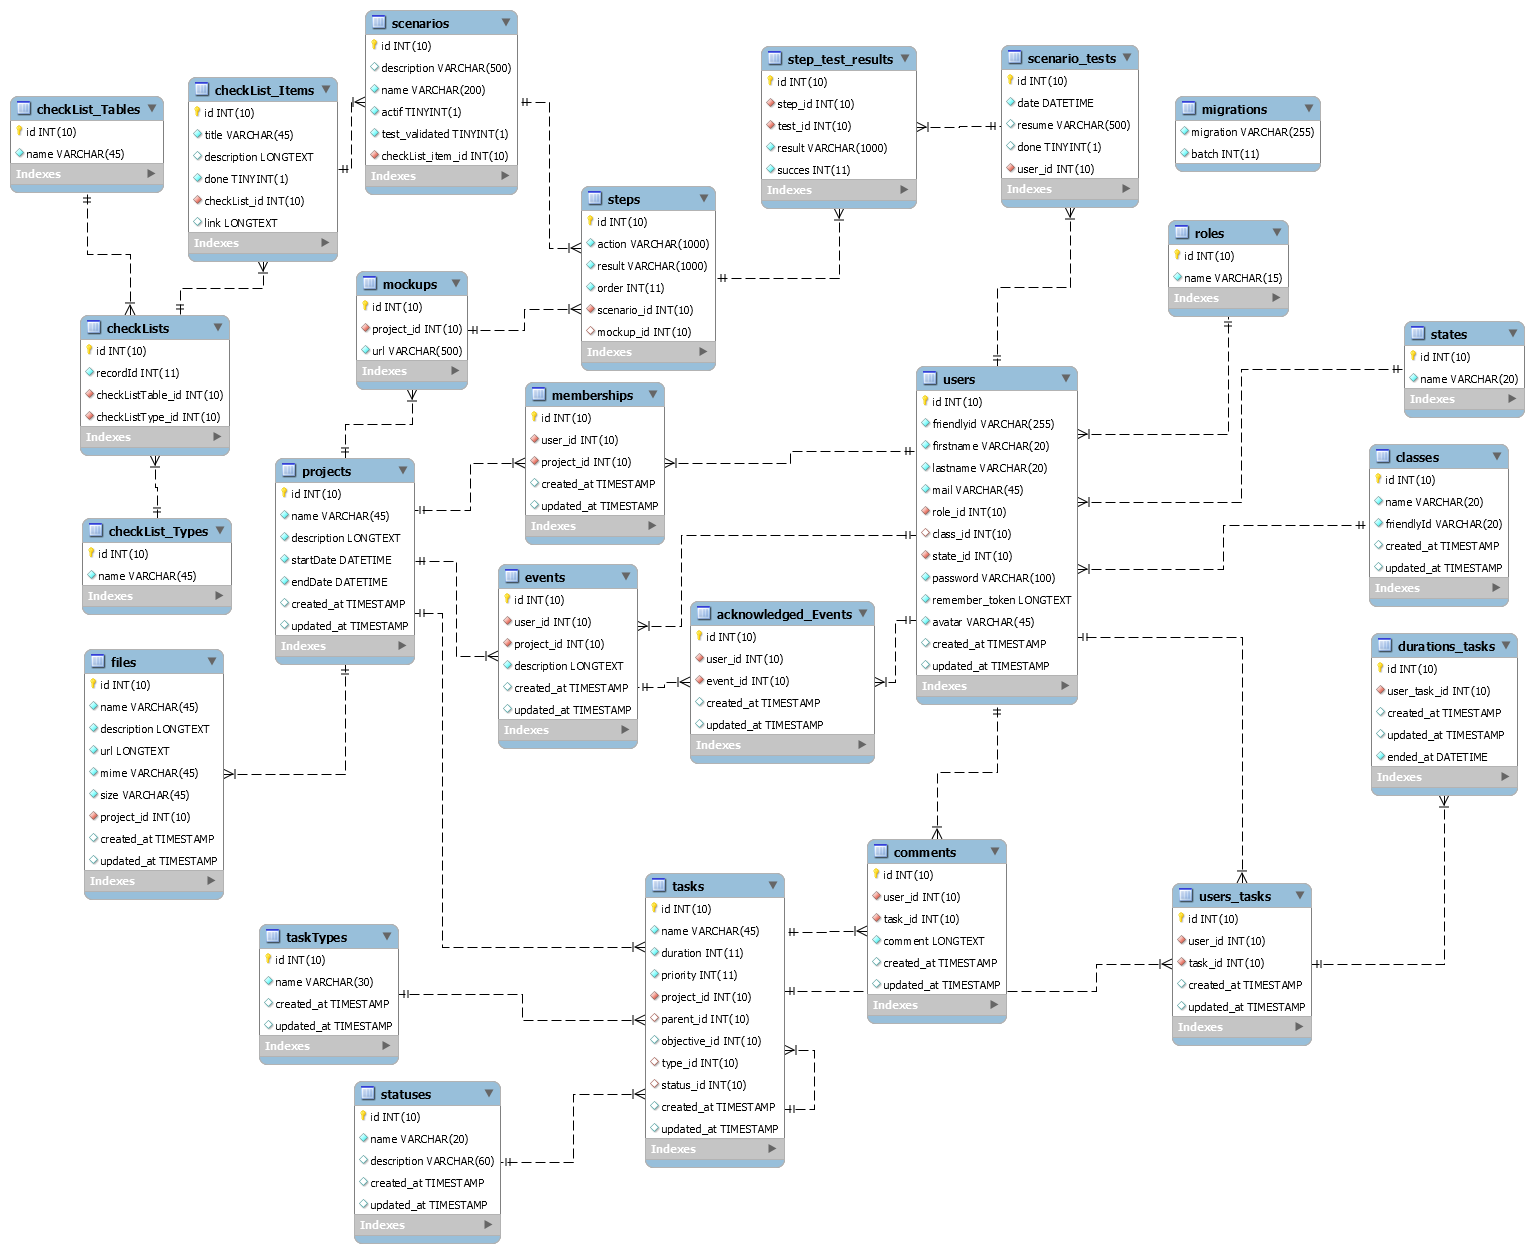 checkList_Tables
id INT(10)
name VARCHAR(45)
Indexes
checkList_Items
id INT(10)
title VARCHAR(45)
description LONGTEXT
done TINYINT(1)
checkList_id INT(10)
link LONGTEXT
Indexes
scenarios
id INT(10)
description VARCHAR(500)
name VARCHAR(200)
actif TINYINT(1)
test_validated TINYINT(1)
checkList_item_id INT(10)
Indexes
step_test_results
id INT(10)
step_id INT(10)
test_id INT(10)
result VARCHAR(1000)
succes INT(11)
Indexes
scenario_tests
id INT(10)
date DATETIME
resume VARCHAR(500)
done TINYINT(1)
user_id INT(10)
Indexes
migrations
migration VARCHAR(255)
batch INT(11)
steps
id INT(10)
action VARCHAR(1000)
result VARCHAR(1000)
order INT(11)
scenario_id INT(10)
mockup_id INT(10)
Indexes
roles
id INT(10)
name VARCHAR(15)
Indexes
mockups
id INT(10)
project_id INT(10)
url VARCHAR(500)
Indexes
checkLists
id INT(10)
recordId INT(11)
checkListTable_id INT(10)
checkListType_id INT(10)
Indexes
states
id INT(10)
name VARCHAR(20)
Indexes
users
id INT(10)
friendlyid VARCHAR(255)
firstname VARCHAR(20)
lastname VARCHAR(20)
mail VARCHAR(45)
role_id INT(10)
class_id INT(10)
state_id INT(10)
password VARCHAR(100)
remember_token LONGTEXT
avatar VARCHAR(45)
created_at TIMESTAMP
updated_at TIMESTAMP
Indexes
memberships
id INT(10)
user_id INT(10)
project_id INT(10)
created_at TIMESTAMP
updated_at TIMESTAMP
Indexes
projects
id INT(10)
name VARCHAR(45)
description LONGTEXT
startDate DATETIME
endDate DATETIME
created_at TIMESTAMP
updated_at TIMESTAMP
Indexes
classes
id INT(10)
name VARCHAR(20)
friendlyId VARCHAR(20)
created_at TIMESTAMP
updated_at TIMESTAMP
Indexes
checkList_Types
id INT(10)
name VARCHAR(45)
Indexes
events
id INT(10)
user_id INT(10)
project_id INT(10)
description LONGTEXT
created_at TIMESTAMP
updated_at TIMESTAMP
Indexes
acknowledged_Events
id INT(10)
user_id INT(10)
event_id INT(10)
created_at TIMESTAMP
updated_at TIMESTAMP
Indexes
durations_tasks
id INT(10)
user_task_id INT(10)
created_at TIMESTAMP
updated_at TIMESTAMP
ended_at DATETIME
Indexes
files
id INT(10)
name VARCHAR(45)
description LONGTEXT
url LONGTEXT
mime VARCHAR(45)
size VARCHAR(45)
project_id INT(10)
created_at TIMESTAMP
updated_at TIMESTAMP
Indexes
comments
id INT(10)
user_id INT(10)
task_id INT(10)
comment LONGTEXT
created_at TIMESTAMP
updated_at TIMESTAMP
Indexes
tasks
id INT(10)
name VARCHAR(45)
duration INT(11)
priority INT(11)
project_id INT(10)
parent_id INT(10)
objective_id INT(10)
type_id INT(10)
status_id INT(10)
created_at TIMESTAMP
updated_at TIMESTAMP
Indexes
users_tasks
id INT(10)
user_id INT(10)
task_id INT(10)
created_at TIMESTAMP
updated_at TIMESTAMP
Indexes
taskTypes
id INT(10)
name VARCHAR(30)
created_at TIMESTAMP
updated_at TIMESTAMP
Indexes
statuses
id INT(10)
name VARCHAR(20)
description VARCHAR(60)
created_at TIMESTAMP
updated_at TIMESTAMP
Indexes